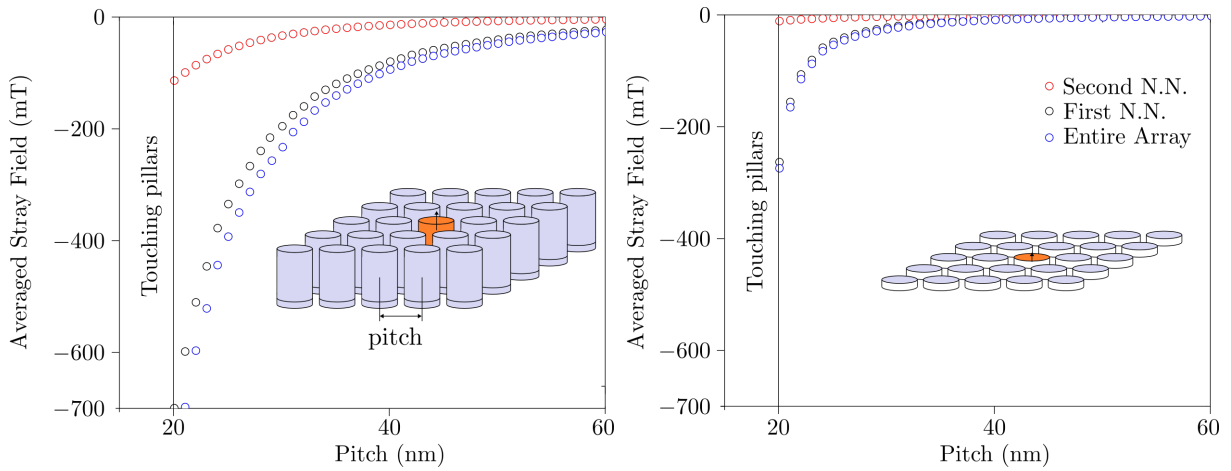 0
−200
−400
−600
−700
20
40
60
Averaged Stray Field (mT)
Touching pillars
pitch
Pitch (nm)
0
−200
−400
−600
−700
20
40
60
Averaged Stray Field (mT)
Touching pillars
Second N.N.
First N.N.
Entire Array
Pitch (nm)